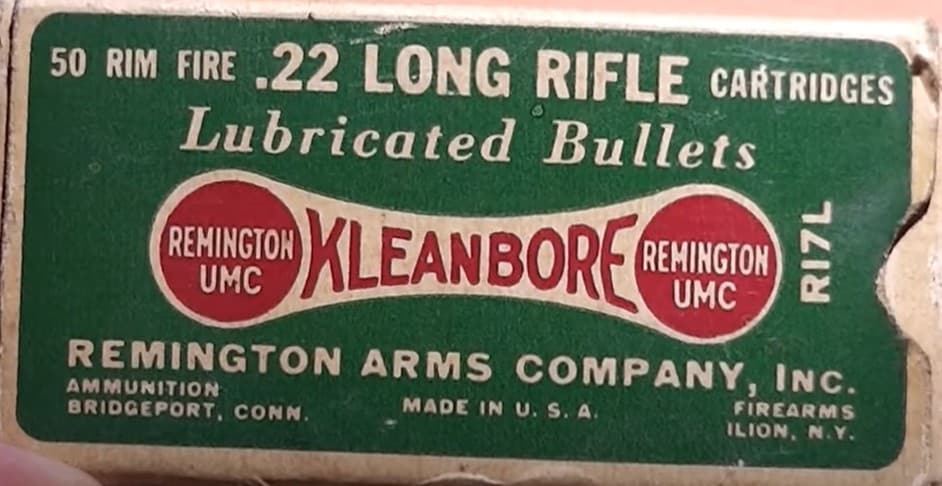 50 RIM FIRE .22 LONG RIFLE CARTRIDGES
Lubricated Bullets
REMINGTON UMC
KLEANBORE
REMINGTON UMC
R17L
REMINGTON ARMS COMPANY, INC.
AMMUNITION
BRIDGEPORT, CONN.
MADE IN U. S. A.
FIREARMS
ILION, N.Y.